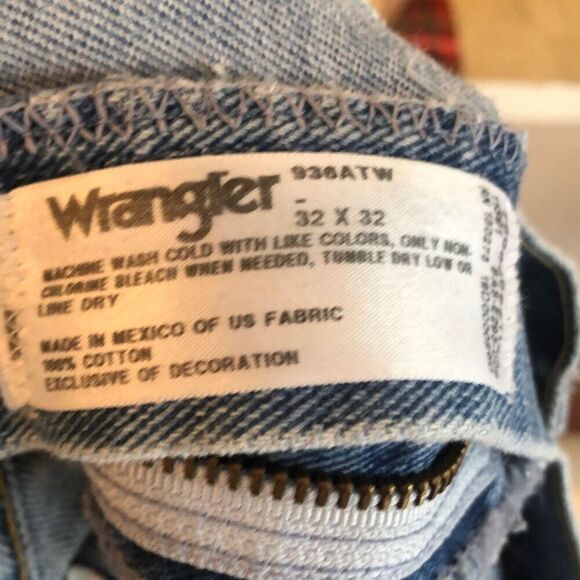 Wrangler
936ATW
-
32 X 32
MACHINE WASH COLD WITH LIKE COLORS, ONLY NON-
CHLORINE BLEACH WHEN NEEDED, TUMBLE DRY LOW OR
LINE DRY
MADE IN MEXICO OF US FABRIC
100% COTTON
EXCLUSIVE OF DECORATION